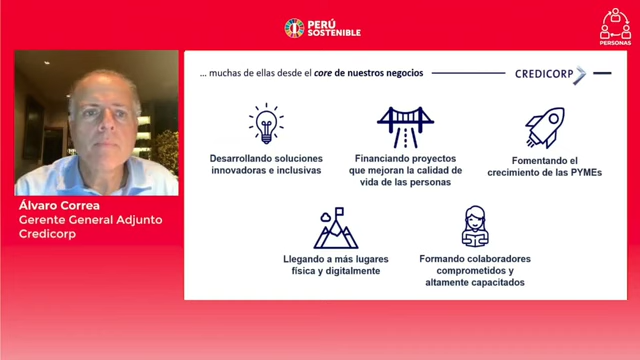 PERÚ
SOSTENIBLE
PERSONAS
... muchas de ellas desde el core de nuestros negocios
CREDICORP
Desarrollando soluciones
innovadoras e inclusivas
Financiando proyectos
que mejoran la calidad de
vida de las personas
Fomentando el
crecimiento de las PYMEs
Llegando a más lugares
física y digitalmente
Formando colaboradores
comprometidos y
altamente capacitados
Álvaro Correa
Gerente General Adjunto
Credicorp